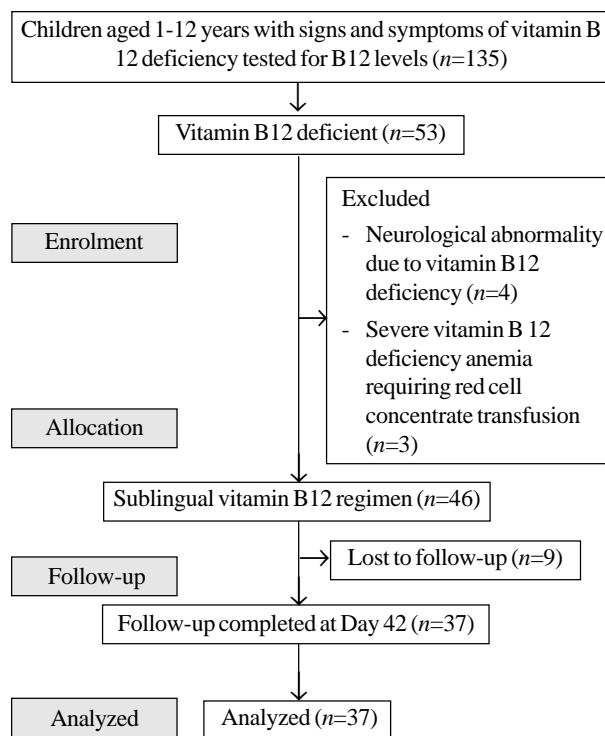 Children aged 1-12 years with signs and symptoms of vitamin B
12 deficiency tested for B12 levels (n=135)
Vitamin B12 deficient (n=53)
Enrolment
Excluded
- Neurological abnormality
due to vitamin B12
deficiency (n=4)
- Severe vitamin B 12
deficiency anemia
requiring red cell
concentrate transfusion
(n=3)
Allocation
Sublingual vitamin B12 regimen (n=46)
Lost to follow-up (n=9)
Follow-up
Follow-up completed at Day 42 (n=37)
Analyzed
Analyzed (n=37)